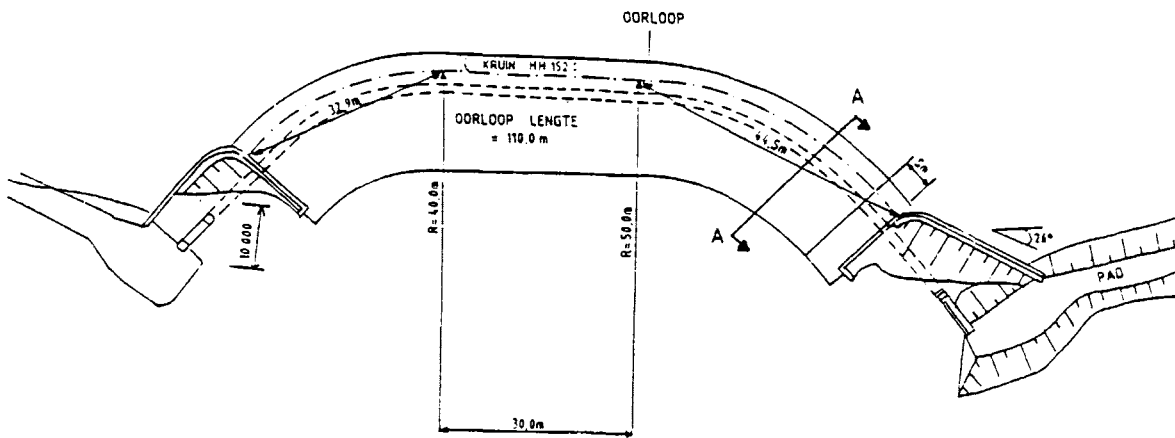 OORLOOP
KRUIN HH 152
32,9m
OORLOOP LENGTE
= 110,0 m
44,5m
A
5m
A
R=40,0m
R=50,0m
10 000
26°
PAD
30,0m